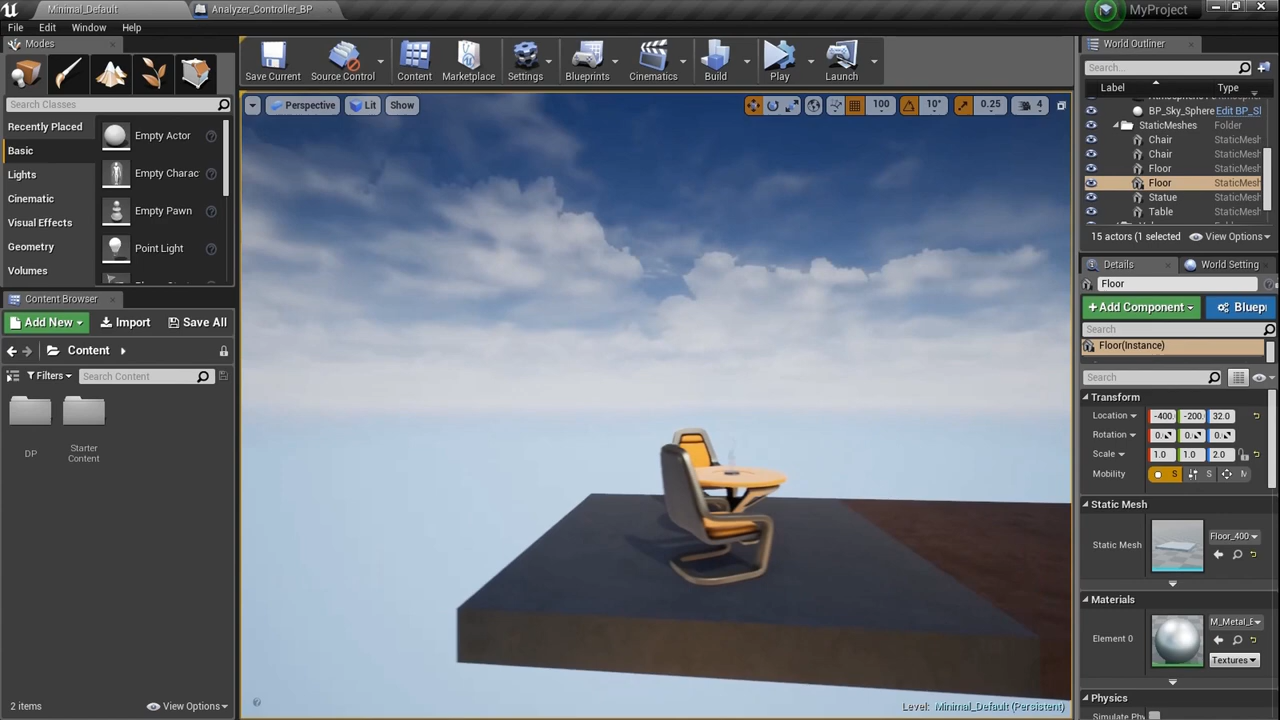 Minimal_Default
Analyzer_Controller_BP
MyProject
File Edit Window Help
Modes
Search Classes
Recently Placed
Basic
Lights
Cinematic
Visual Effects
Geometry
Volumes
Empty Actor
Empty Charac
Empty Pawn
Point Light
Save Current
Source Control
Content
Marketplace
Settings
Blueprints
Cinematics
Build
Play
Launch
Perspective
Lit
Show
100
10°
0.25
4
Level: Minimal_Default (Persistent)
Content Browser
Add New
Import
Save All
Content
Filters
Search Content
DP
Starter
Content
2 items
View Options
World Outliner
Search...
Label Type
BP_Sky_Sphere Edit BP_Sl
StaticMeshes Folder
Chair StaticMesh
Chair StaticMesh
Floor StaticMesh
Floor StaticMesh
Statue StaticMesh
Table StaticMesh
15 actors (1 selected
View Options
Details
World Setting
Floor
+Add Component
Bluep
Search
Floor(Instance)
Search
Transform
Location -400. -200. 32.0
Rotation 0. 0. 0.
Scale 1.0 1.0 2.0
Mobility S S M
Static Mesh
Static Mesh
Floor_400
Materials
Element 0
M_Metal_E
Textures
Physics
Simulate Ph